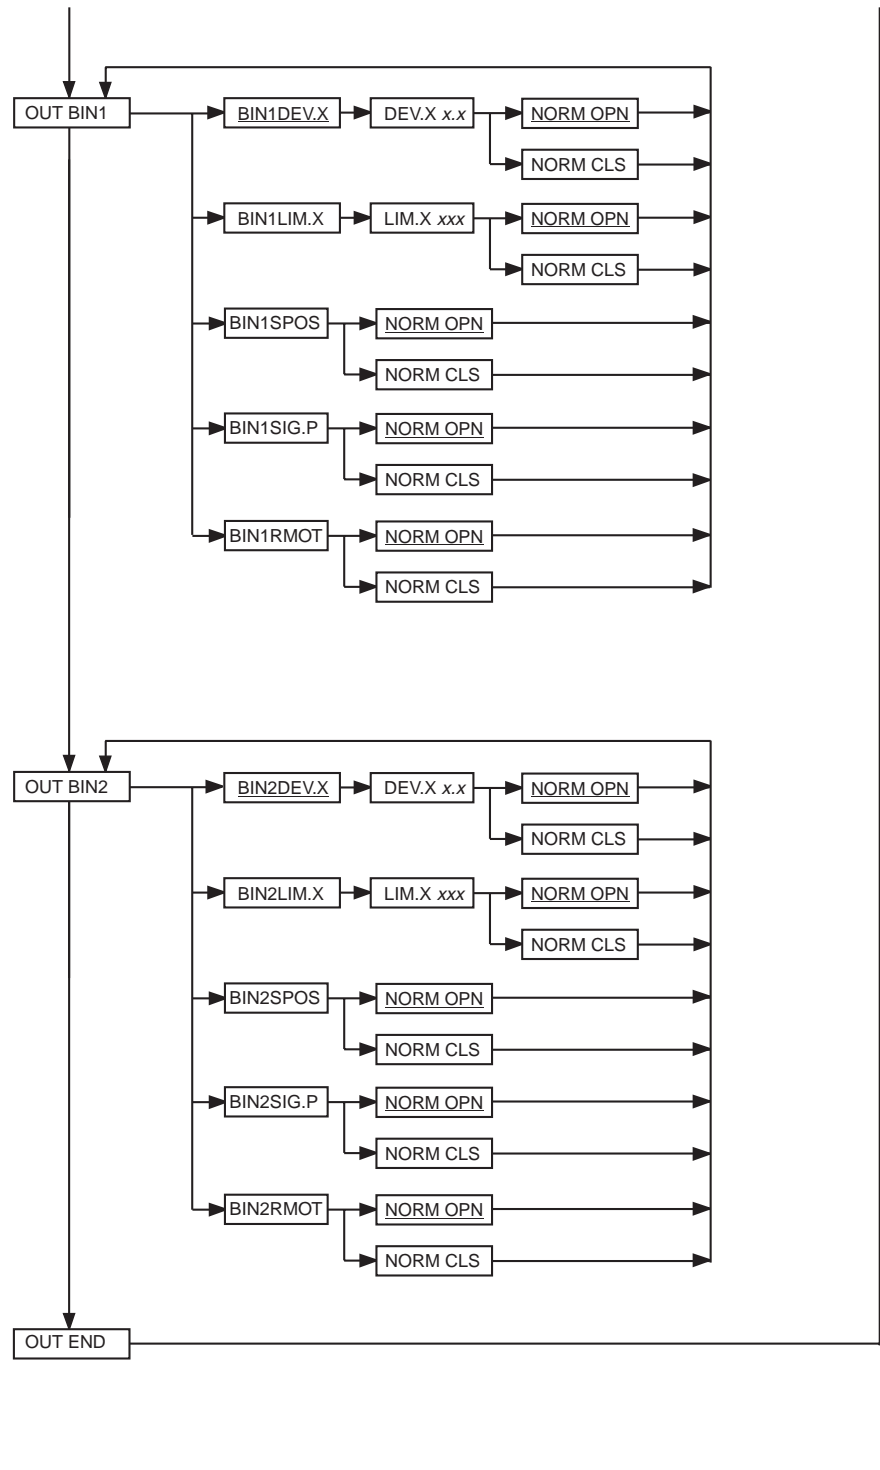 OUT BIN1 BIN1DEV.X DEV.X x.x NORM OPN
NORM CLS
BIN1LIM.X LIM.X xxx NORM OPN
NORM CLS
BIN1SPOS NORM OPN
NORM CLS
BIN1SIG.P NORM OPN
NORM CLS
BIN1RMOT NORM OPN
NORM CLS
OUT BIN2 BIN2DEV.X DEV.X x.x NORM OPN
NORM CLS
BIN2LIM.X LIM.X xxx NORM OPN
NORM CLS
BIN2SPOS NORM OPN
NORM CLS
BIN2SIG.P NORM OPN
NORM CLS
BIN2RMOT NORM OPN
NORM CLS
OUT END